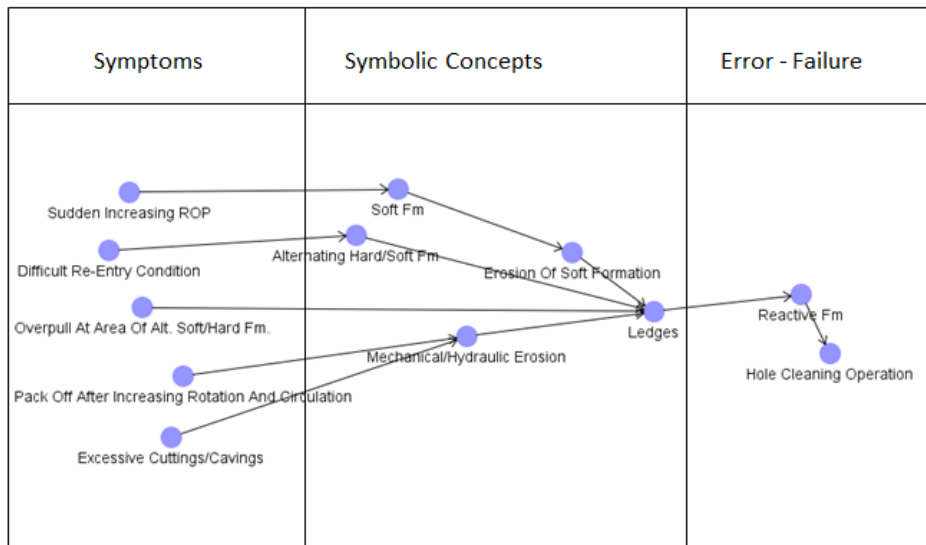 Symptoms
Symbolic Concepts
Error - Failure
Sudden Increasing ROP
Soft Fm
Difficult Re-Entry Condition
Alternating Hard/Soft Fm
Erosion Of Soft Formation
Overpull At Area Of Alt. Soft/Hard Fm.
Ledges
Reactive Fm
Mechanical/Hydraulic Erosion
Hole Cleaning Operation
Pack Off After Increasing Rotation And Circulation
Excessive Cuttings/Cavings